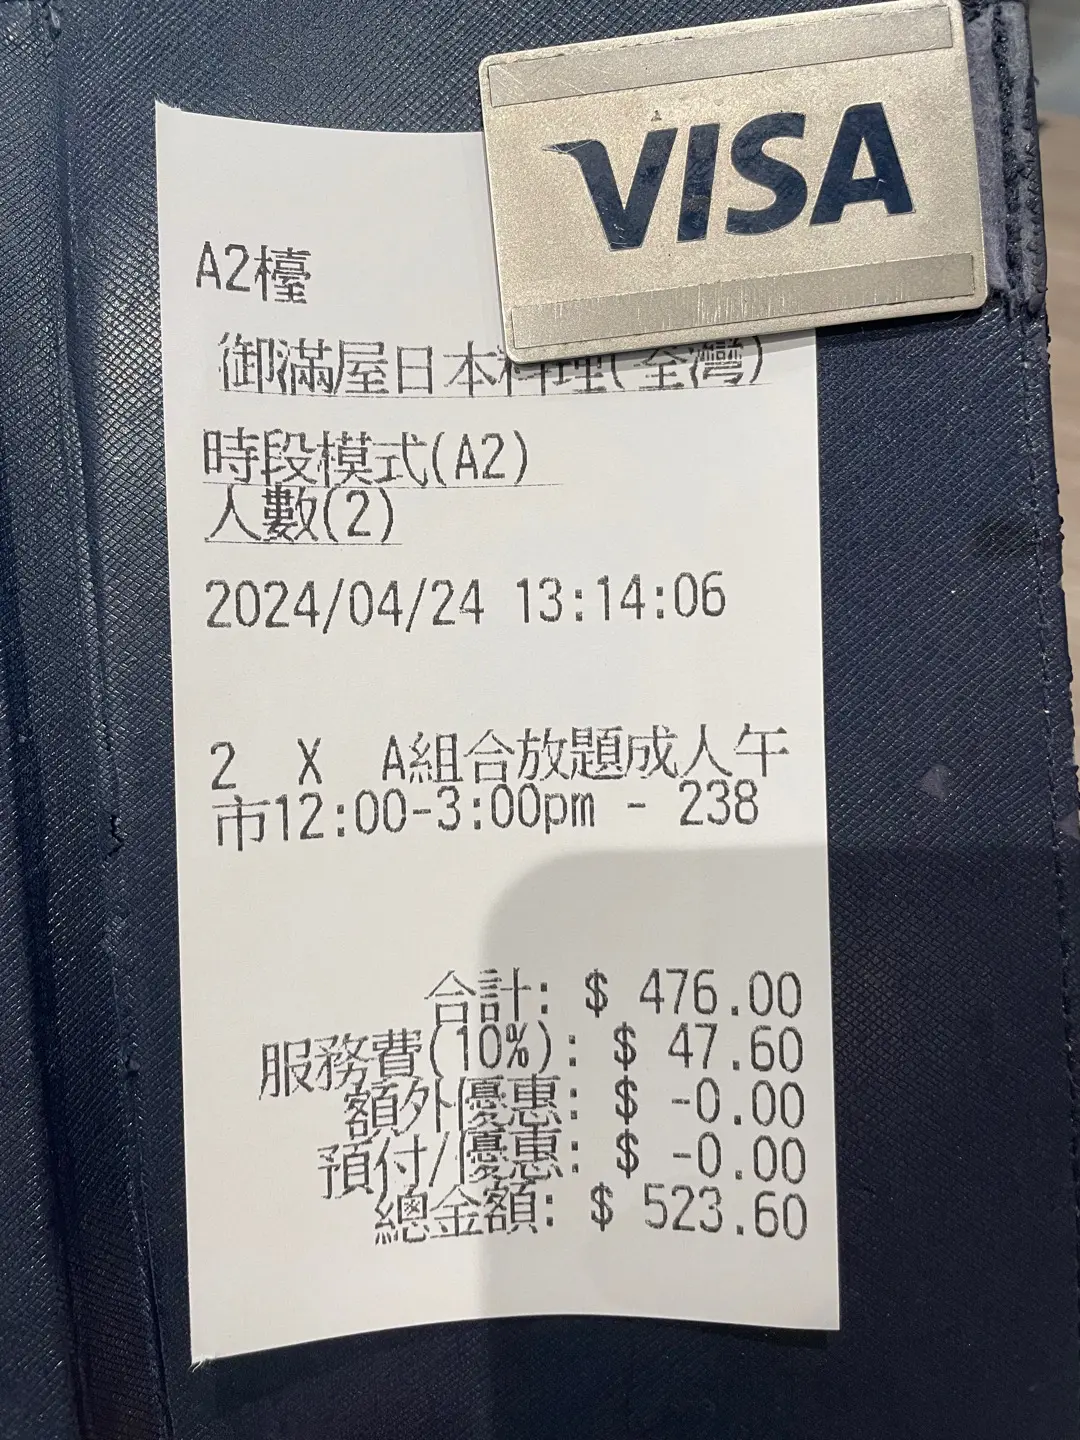 VISA
A2檯
御滿屋日本料理(荃灣)
時段模式(A2)
人數(2)
2024/04/24 13:14:06
2 X A組合放題成人午
市12:00-3:00pm - 238
合計: $ 476.00
服務費(10%): $ 47.60
額外優惠: $ -0.00
預付/優惠: $ -0.00
總金額: $ 523.60